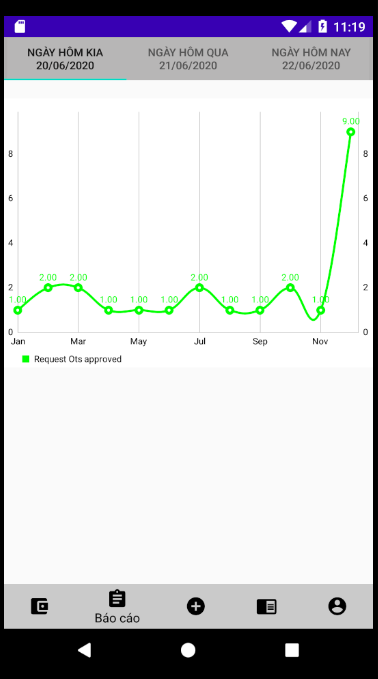 11:19
NGÀY HÔM KIA
20/06/2020
NGÀY HÔM QUA
21/06/2020
NGÀY HÔM NAY
22/06/2020
9.00
8
8
6
6
4
4
2.00
2.00
2.00
2.00
2
2
1.00
1.00
1.00
1.00
1.00
1.00
1.00
0
0
Jan
Mar
May
Jul
Sep
Nov
Request Ots approved
Báo cáo